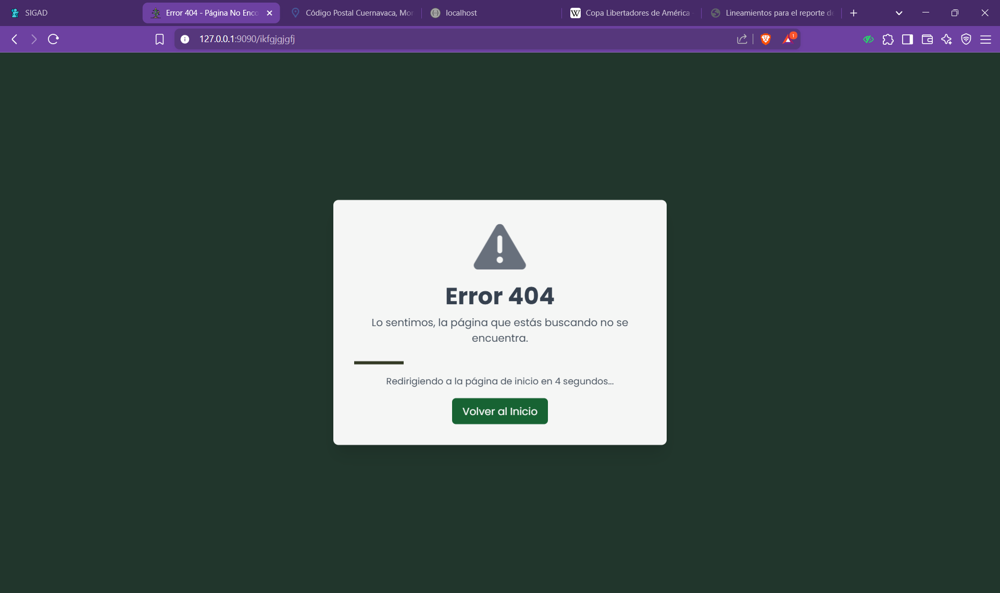 SIGAD
Error 404 - Página No Enco
Código Postal Cuernavaca, Mor
localhost
W
Copa Libertadores de América
Lineamientos para el reporte de
127.0.0.1:9090/ikfgjgjgfj
1
Error 404
Lo sentimos, la página que estás buscando no se
encuentra.
Redirigiendo a la página de inicio en 4 segundos...
Volver al Inicio